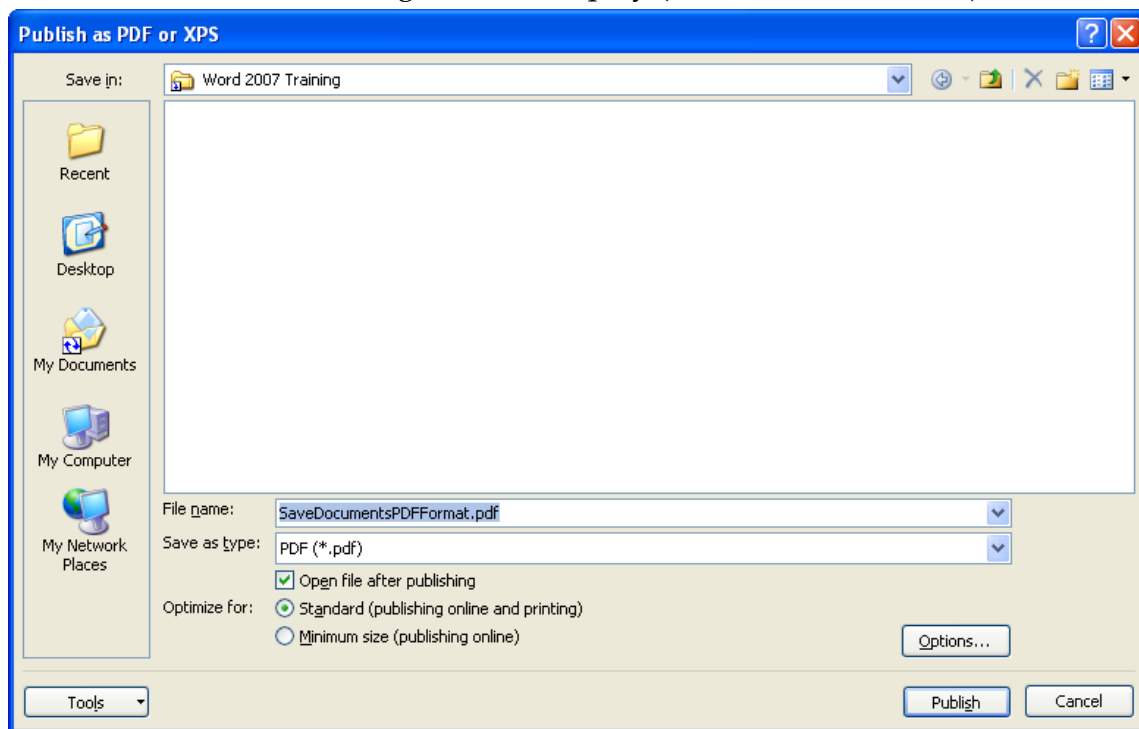 Publish as PDF or XPS
Save in: Word 2007 Training
Recent
Desktop
My Documents
My Computer
My Network
Places
File name: SaveDocumentsPDFFormat.pdf
Save as type: PDF (*.pdf)
Open file after publishing
Optimize for: Standard (publishing online and printing)
Minimum size (publishing online)
Options...
Tools Publish Cancel